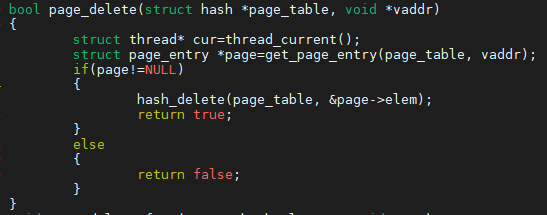 bool page_delete(struct hash *page_table, void *vaddr)
{
        struct thread* cur=thread_current();
        struct page_entry *page=get_page_entry(page_table, vaddr);
        if(page!=NULL)
        {
                hash_delete(page_table, &page->elem);
                return true;
        }
        else
        {
                return false;
        }
}